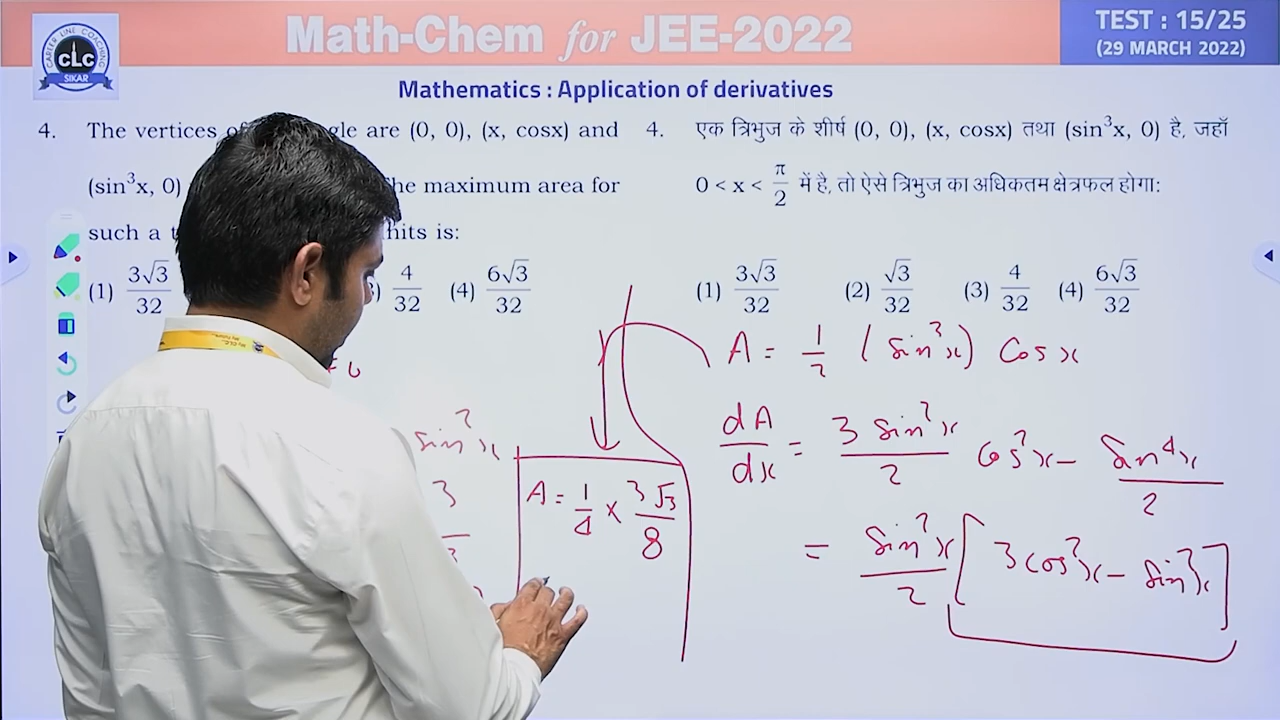 Math-Chem for JEE-2022
TEST : 15/25
(29 MARCH 2022)
CAREER LINE COACHING
CLC
SIKAR
Mathematics : Application of derivatives
4. The vertices of gle are (0, 0), (x, cosx) and
(sin³x, 0) he maximum area for
such a its is:
(1) 3√3/32 4/32 (4) 6√3/32
4. एक त्रिभुज के शीर्ष (0, 0), (x, cosx) तथा (sin³x, 0) है, जहाँ
0 < x < π/2 में है, तो ऐसे त्रिभुज का अधिकतम क्षेत्रफल होगा:
(1) 3√3/32 (2) √3/32 (3) 4/32 (4) 6√3/32
sin²x
A = 1/4 × 3√3/8
A = 1/2 (sin³x) cos x
dA/dx = 3 sin²x/2 cos²x - sin⁴x/2
= sin²x/2 [3cos²x - sin²x]